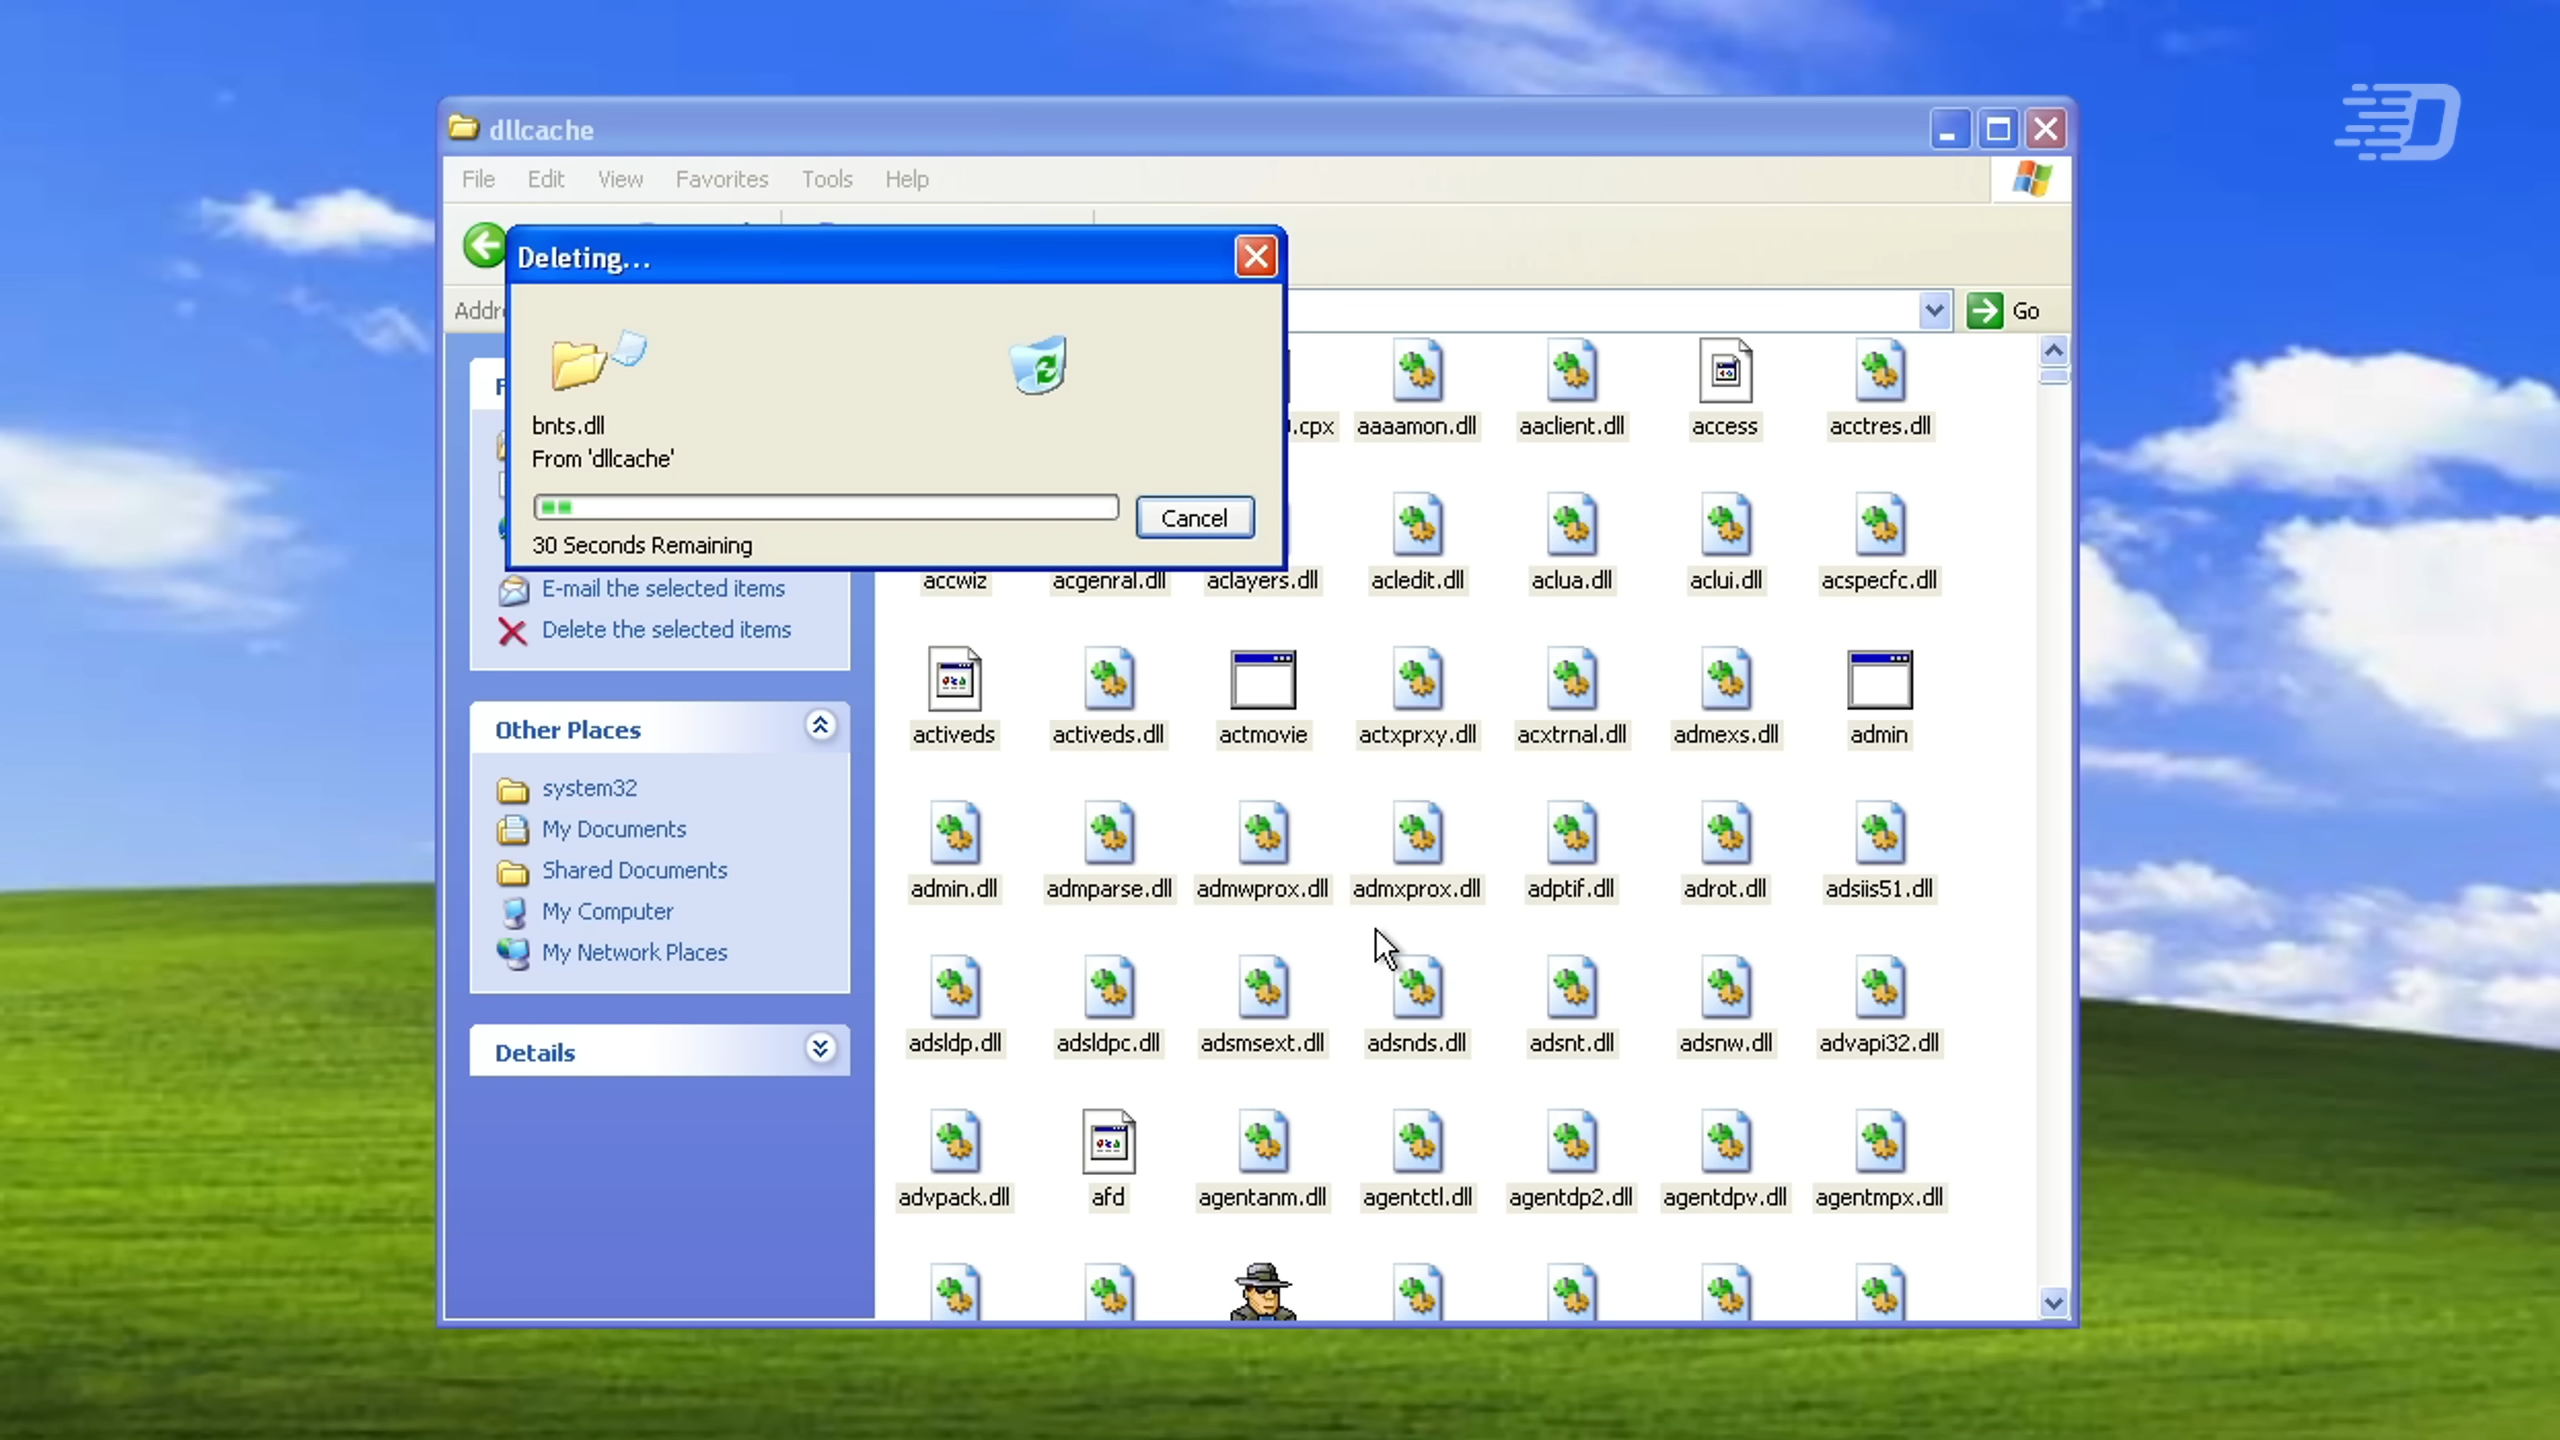 dllcache
File Edit View Favorites Tools Help
Deleting...
Go
bnts.dll
From 'dllcache'
Cancel
30 Seconds Remaining
E-mail the selected items
Delete the selected items
Other Places
system32
My Documents
Shared Documents
My Computer
My Network Places
Details
.cpx aaaamon.dll aaclient.dll access acctres.dll
accwiz acgenral.dll aclayers.dll acledit.dll aclua.dll aclui.dll acspecfc.dll
activeds activeds.dll actmovie actxprxy.dll acxtrnal.dll admexs.dll admin
admin.dll admparse.dll admwprox.dll admxprox.dll adptif.dll adrot.dll adsiis51.dll
adsldp.dll adsldpc.dll adsmsext.dll adsnds.dll adsnt.dll adsnw.dll advapi32.dll
advpack.dll afd agentanm.dll agentctl.dll agentdp2.dll agentdpv.dll agentmpx.dll